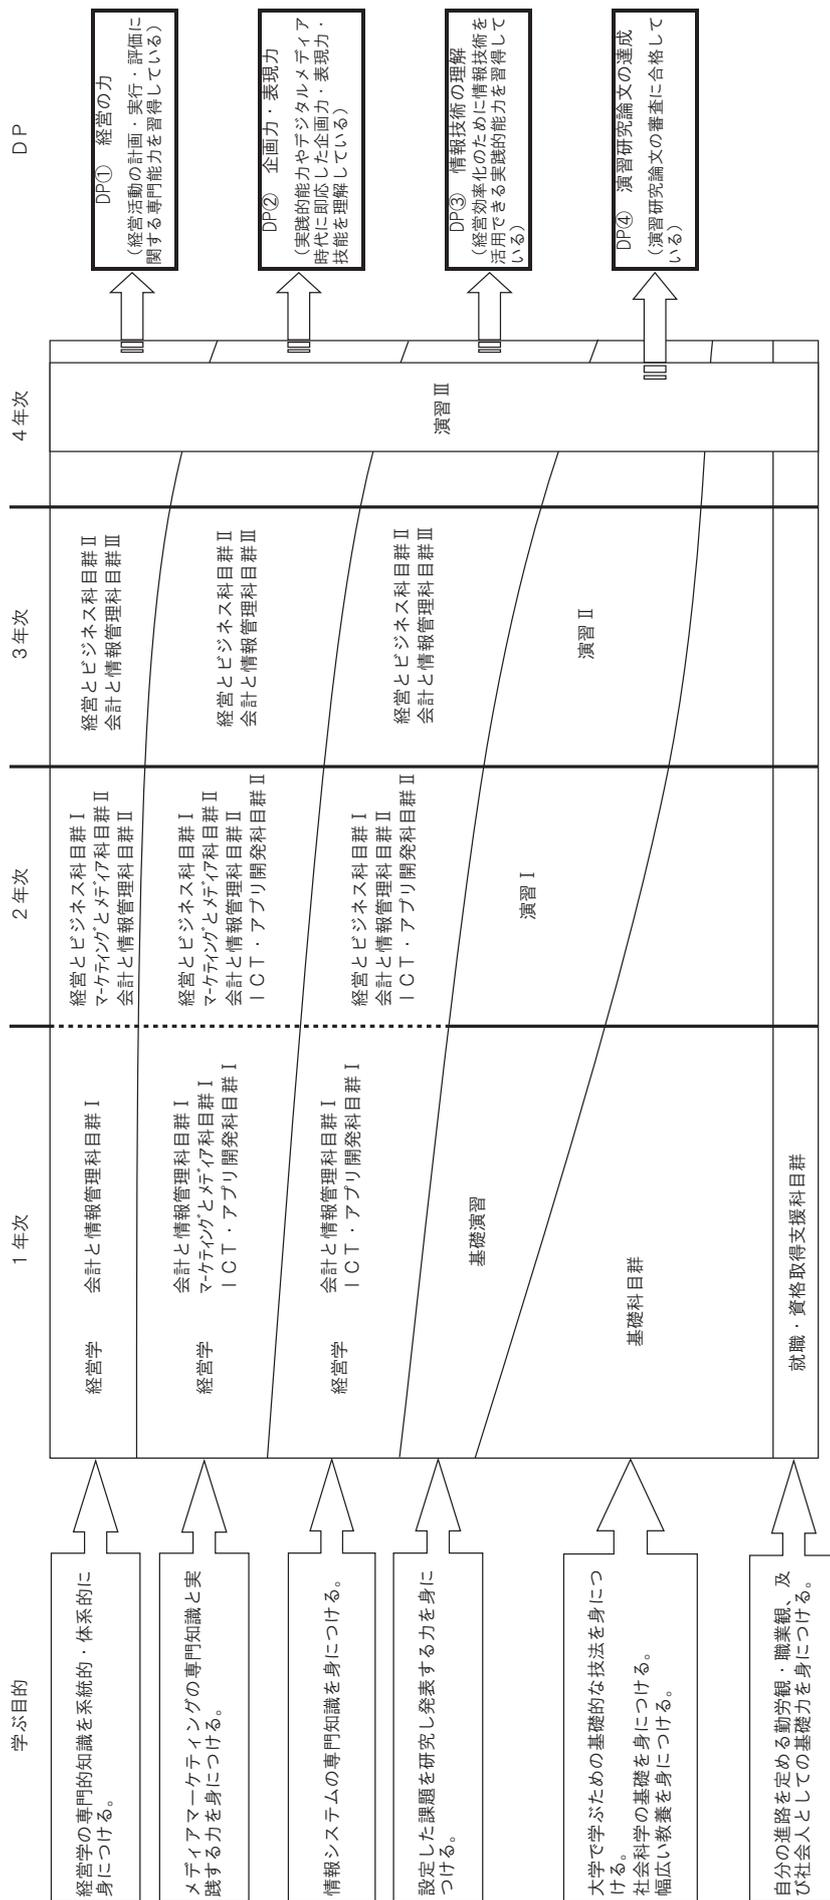 学ぶ目的
1年次
2年次
3年次
4年次
DP
経営学の専門的知識を系統的・体系的に
身につける。
経営学
会計と情報管理科目群Ⅰ
経営とビジネス科目群Ⅰ
マーケティングとメディア科目群Ⅱ
会計と情報管理科目群Ⅱ
経営とビジネス科目群Ⅱ
会計と情報管理科目群Ⅲ
DP① 経営の力
(経営活動の計画・実行・評価に
関する専門能力を習得している)
メディアマーケティングの専門知識と実
践する力を身につける。
経営学
会計と情報管理科目群Ⅰ
マーケティングとメディア科目群Ⅰ
ICT・アプリ開発科目群Ⅰ
経営とビジネス科目群Ⅰ
マーケティングとメディア科目群Ⅱ
会計と情報管理科目群Ⅱ
ICT・アプリ開発科目群Ⅱ
経営とビジネス科目群Ⅱ
会計と情報管理科目群Ⅲ
DP② 企画力・表現力
(実践的能力やデジタルメディア
時代に即応した企画力・表現力・
技能を理解している)
情報システムの専門知識を身につける。
経営学
会計と情報管理科目群Ⅰ
ICT・アプリ開発科目群Ⅰ
経営とビジネス科目群Ⅰ
会計と情報管理科目群Ⅱ
ICT・アプリ開発科目群Ⅱ
経営とビジネス科目群Ⅱ
会計と情報管理科目群Ⅲ
DP③ 情報技術の理解
(経営効率化のために情報技術を
活用できる実践的能力を習得して
いる)
設定した課題を研究し発表する力を身に
つける。
基礎演習
演習Ⅰ
演習Ⅱ
演習Ⅲ
DP④ 演習研究論文の達成
(演習研究論文の審査に合格して
いる)
大学で学ぶための基礎的な技法を身につ
ける。
社会科学の基礎を身につける。
幅広い教養を身につける。
基礎科目群
自分の進路を定める勤労観・職業観、及
び社会人としての基礎力を身につける。
就職・資格取得支援科目群